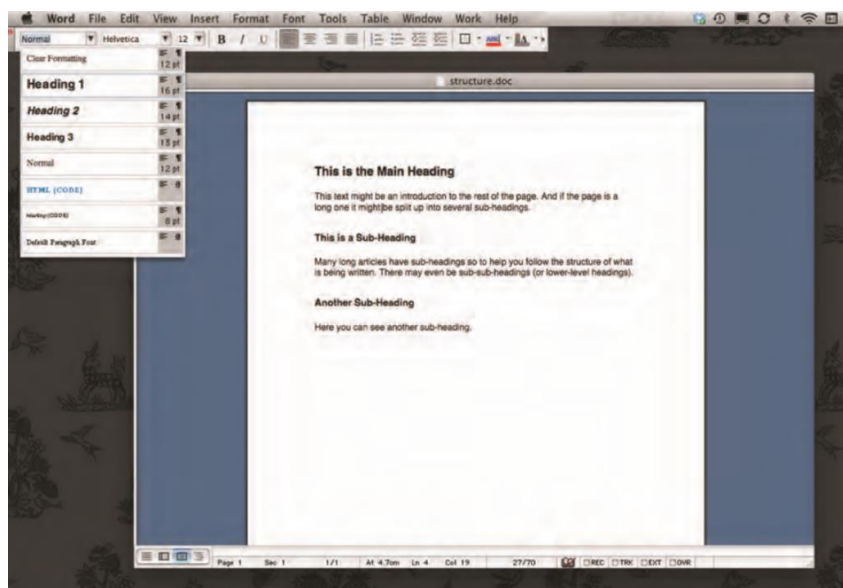 Word File Edit View Insert Format Font Tools Table Window Work Help
Normal Helvetica 12 B I U
structure.doc
Clear Formatting 12 pt
Heading 1 16 pt
Heading 2 14 pt
Heading 3 13 pt
Normal 12 pt
HTML (CODE)
Default Paragraph Font
This is the Main Heading
This text might be an introduction to the rest of the page. And if the page is a
long one it might be split up into several sub-headings.
This is a Sub-Heading
Many long articles have sub-headings so to help you follow the structure of what
is being written. There may even be sub-sub-headings (or lower-level headings).
Another Sub-Heading
Here you can see another sub-heading.
Page 1 Sec 1 1/1 At 4.7cm Ln 4 Col 19 27/70 REC TRK EXT OVR